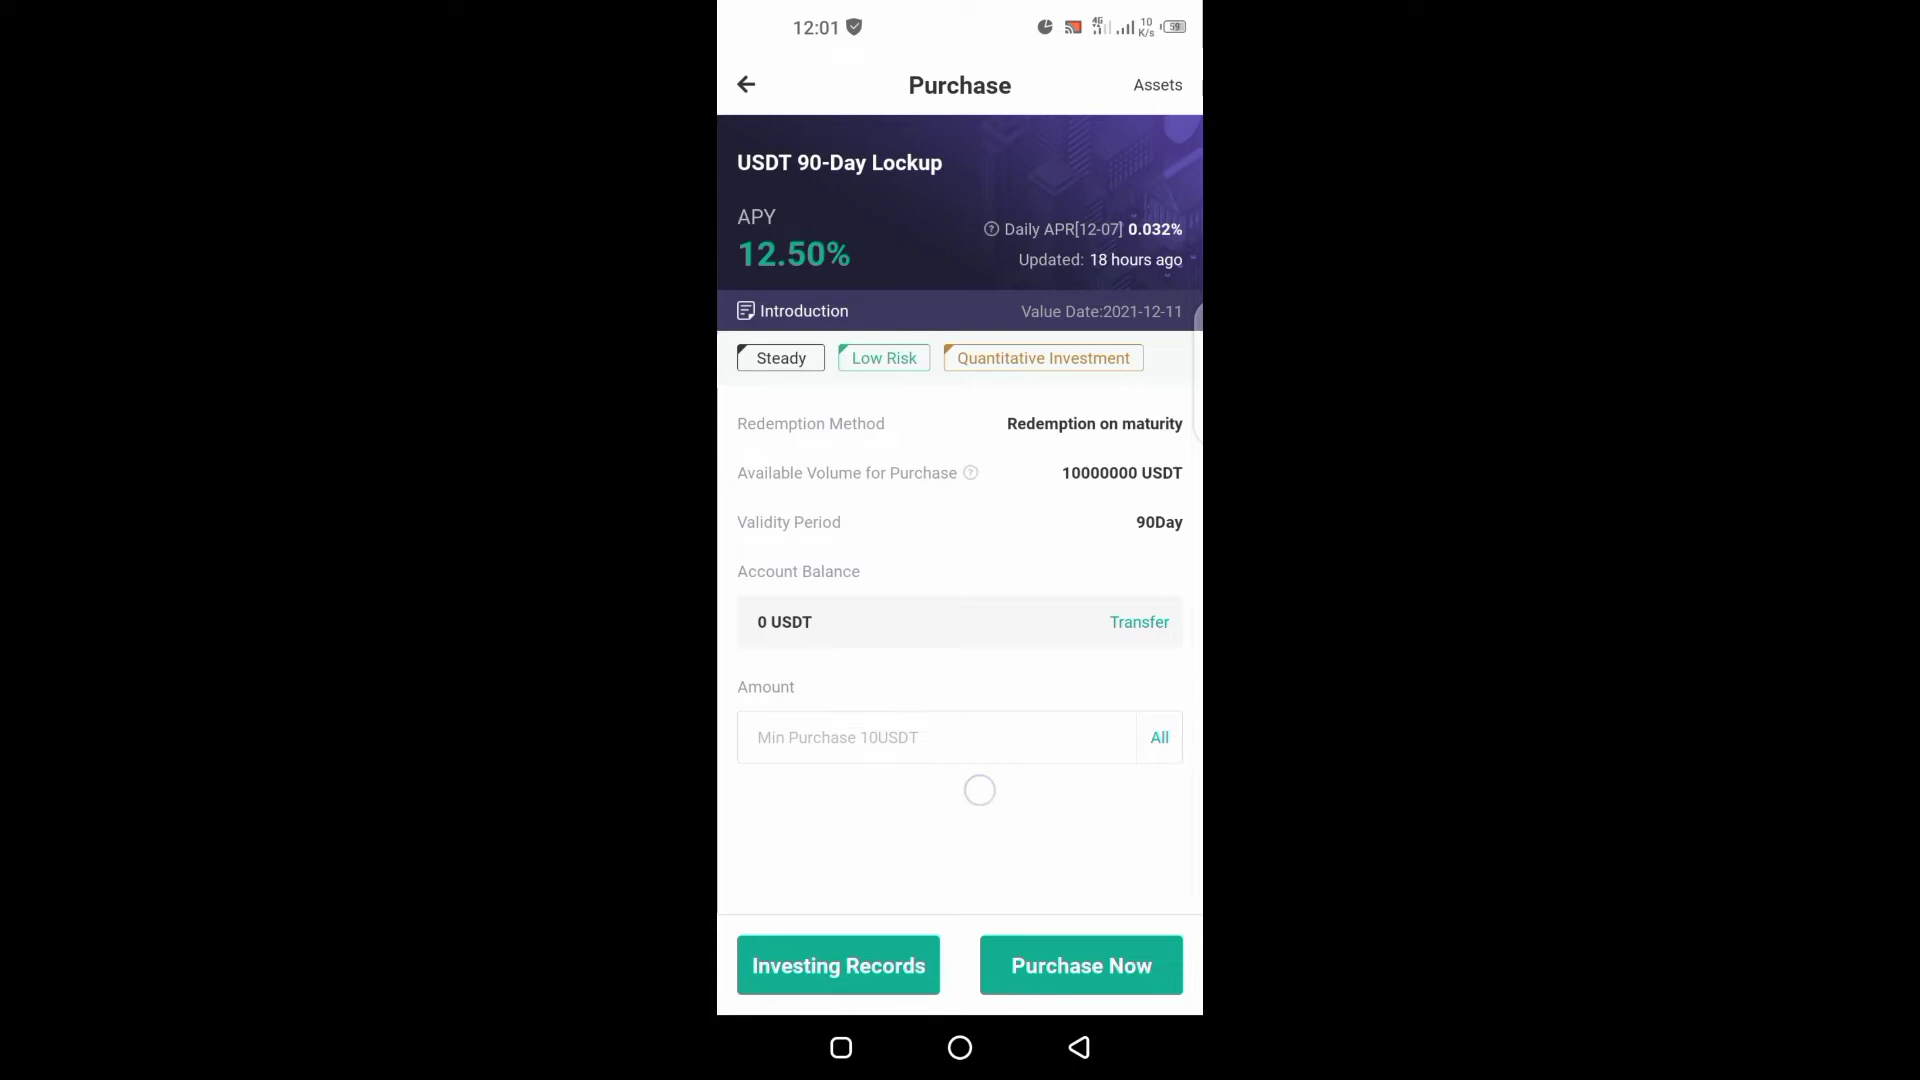 12:01
4G
10
K/s
59
Purchase
Assets
USDT 90-Day Lockup
APY
12.50%
Daily APR[12-07] 0.032%
Updated: 18 hours ago
Introduction
Value Date:2021-12-11
Steady
Low Risk
Quantitative Investment
Redemption Method
Redemption on maturity
Available Volume for Purchase
10000000 USDT
Validity Period
90Day
Account Balance
0 USDT
Transfer
Amount
Min Purchase 10USDT
All
Investing Records
Purchase Now